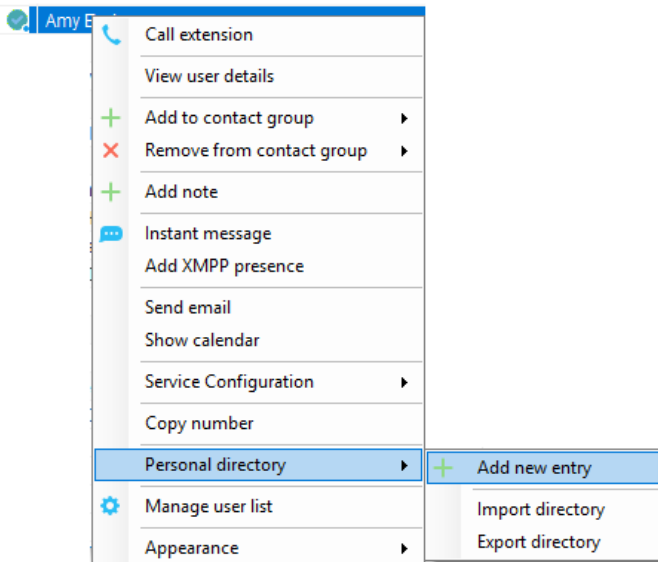 Amy
Call extension
View user details
Add to contact group
Remove from contact group
Add note
Instant message
Add XMPP presence
Send email
Show calendar
Service Configuration
Copy number
Personal directory
Add new entry
Manage user list
Import directory
Appearance
Export directory